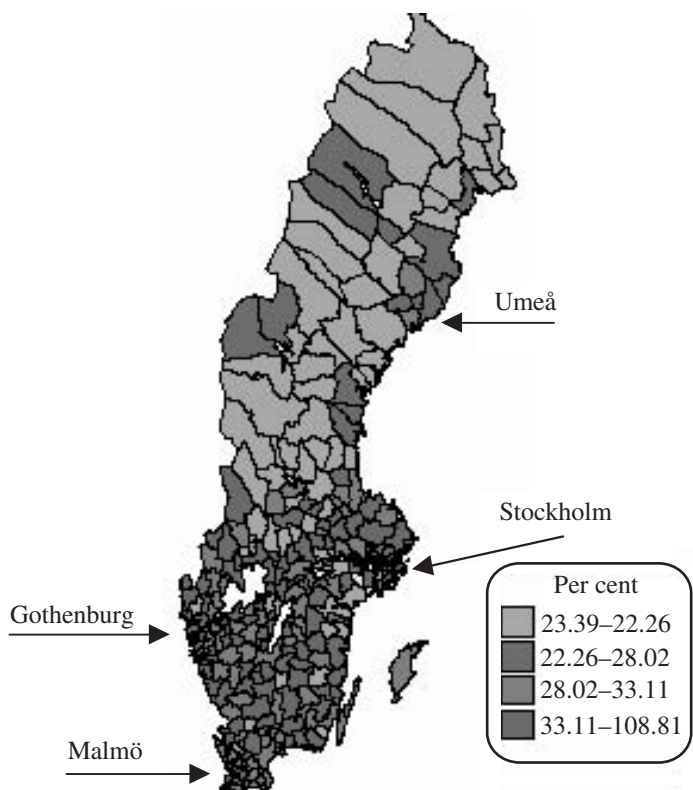 Umeå
Stockholm
Per cent
23.39–22.26
22.26–28.02
28.02–33.11
33.11–108.81
Gothenburg
Malmö